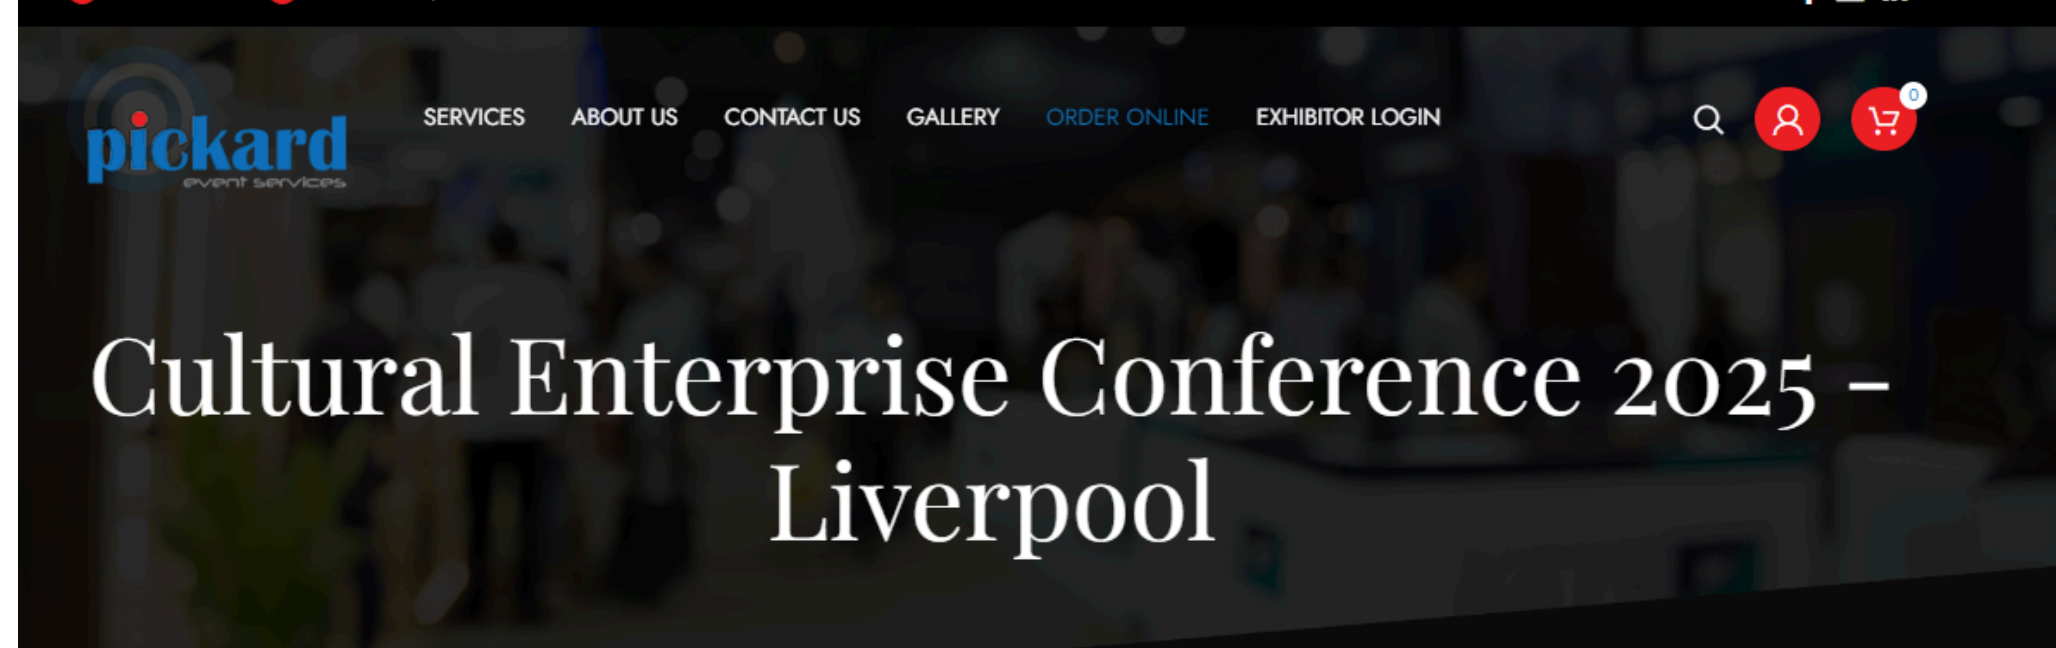 pickard
event services
SERVICES ABOUT US CONTACT US GALLERY ORDER ONLINE EXHIBITOR LOGIN
0
Cultural Enterprise Conference 2025 –
Liverpool